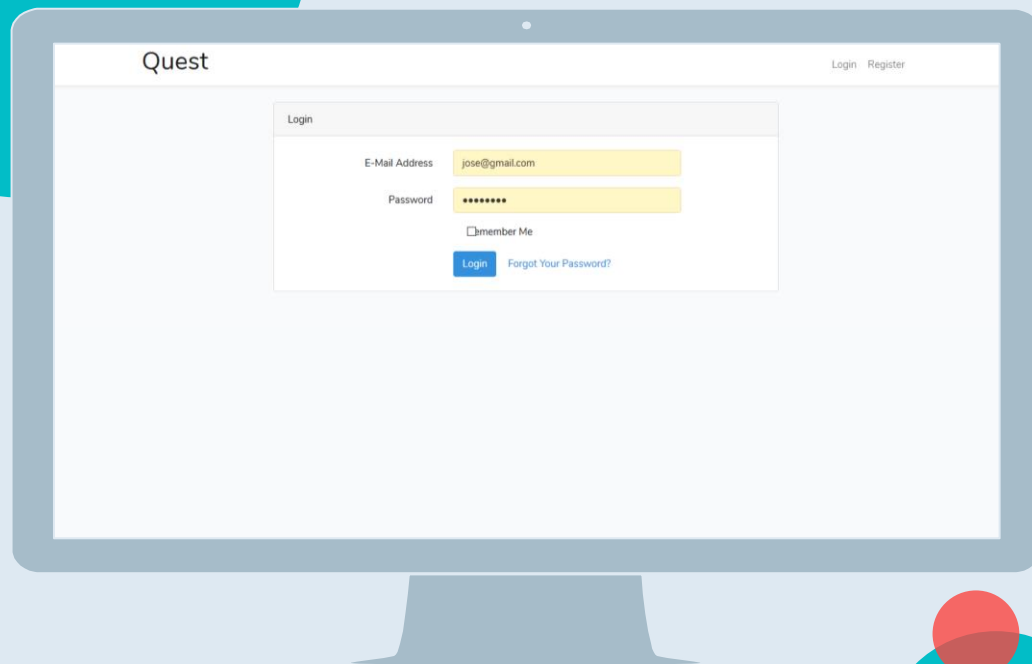 Quest
Login Register
Login
E-Mail Address jose@gmail.com
Password ••••••••
emember Me
Login Forgot Your Password?